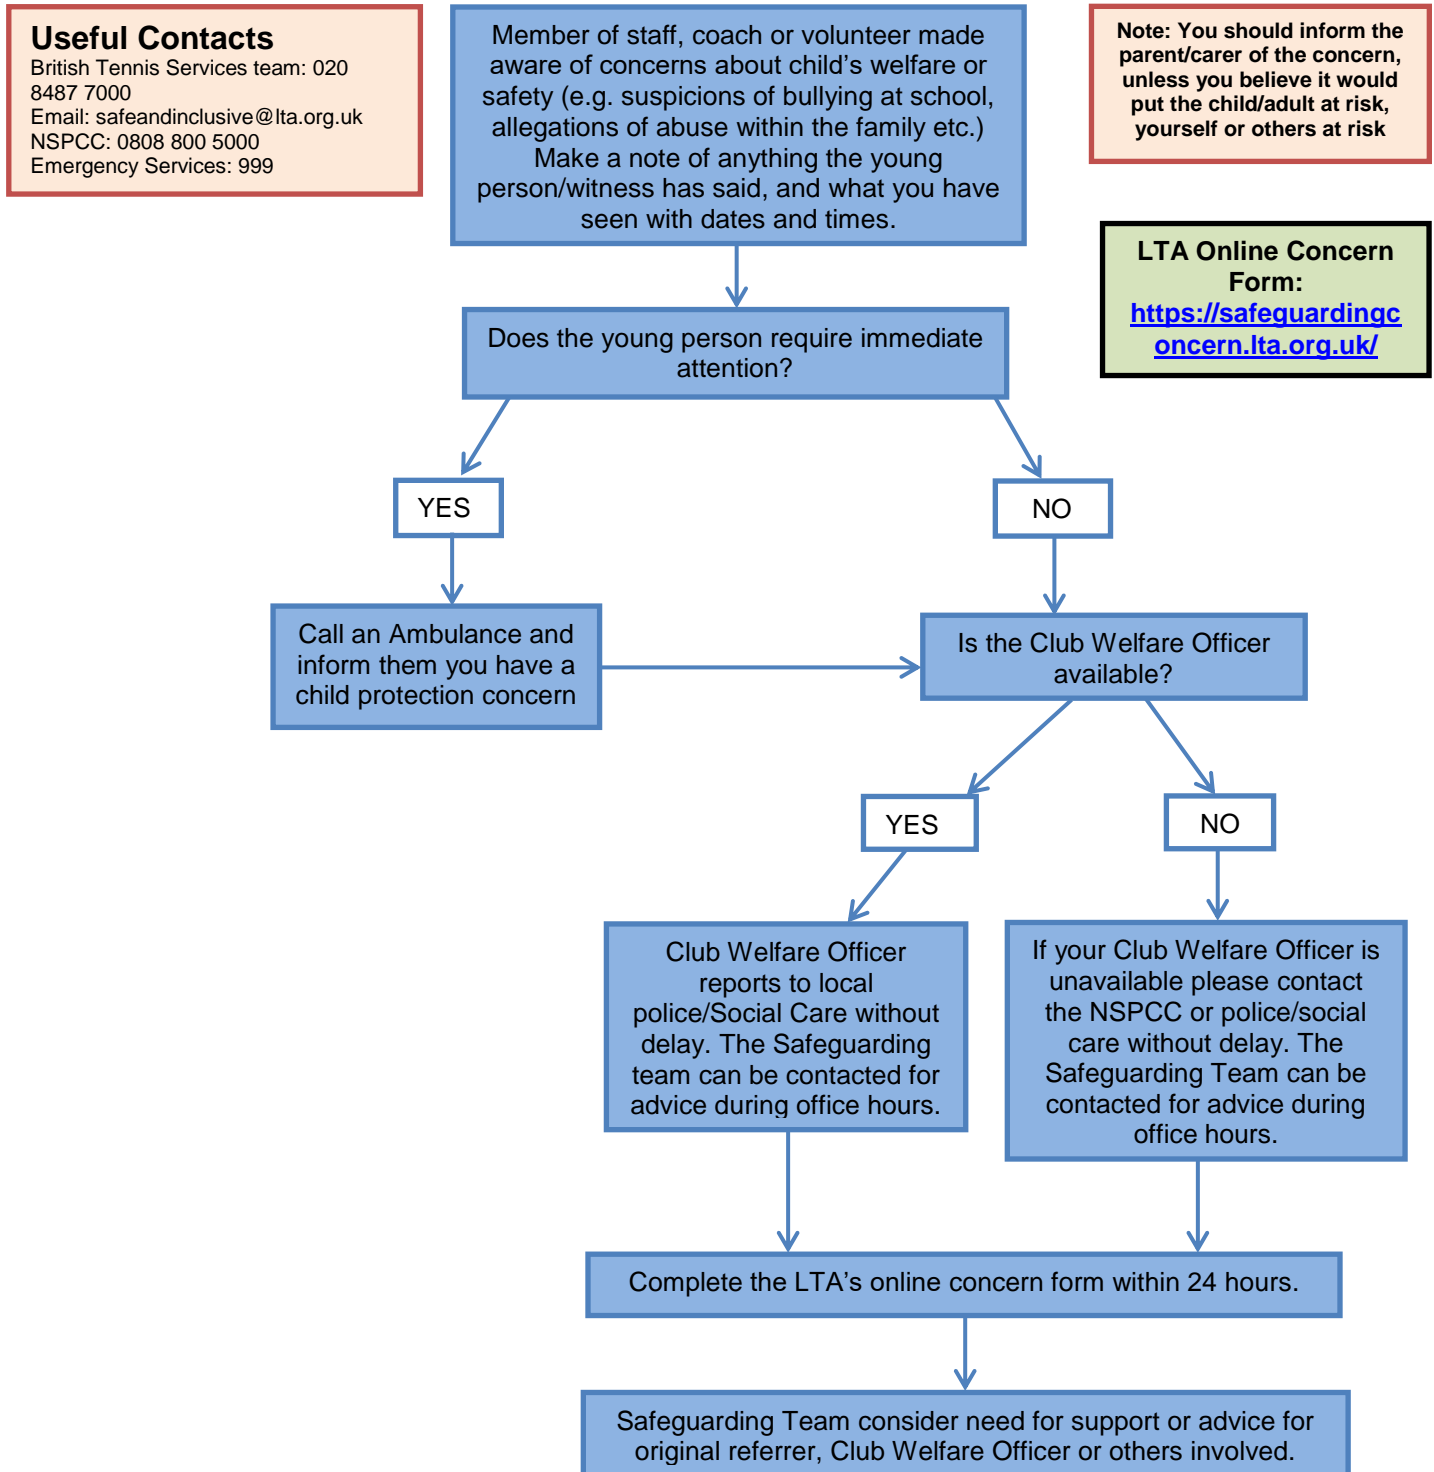 Useful Contacts
British Tennis Services team: 020
8487 7000
Email: safeandinclusive@lta.org.uk
NSPCC: 0808 800 5000
Emergency Services: 999
Member of staff, coach or volunteer made
aware of concerns about child’s welfare or
safety (e.g. suspicions of bullying at school,
allegations of abuse within the family etc.)
Make a note of anything the young
person/witness has said, and what you have
seen with dates and times.
Note: You should inform the
parent/carer of the concern,
unless you believe it would
put the child/adult at risk,
yourself or others at risk
LTA Online Concern
Form:
https://safeguardingc
oncern.lta.org.uk/
Does the young person require immediate
attention?
YES
NO
Call an Ambulance and
inform them you have a
child protection concern
Is the Club Welfare Officer
available?
YES
NO
Club Welfare Officer
reports to local
police/Social Care without
delay. The Safeguarding
team can be contacted for
advice during office hours.
If your Club Welfare Officer is
unavailable please contact
the NSPCC or police/social
care without delay. The
Safeguarding Team can be
contacted for advice during
office hours.
Complete the LTA’s online concern form within 24 hours.
Safeguarding Team consider need for support or advice for
original referrer, Club Welfare Officer or others involved.